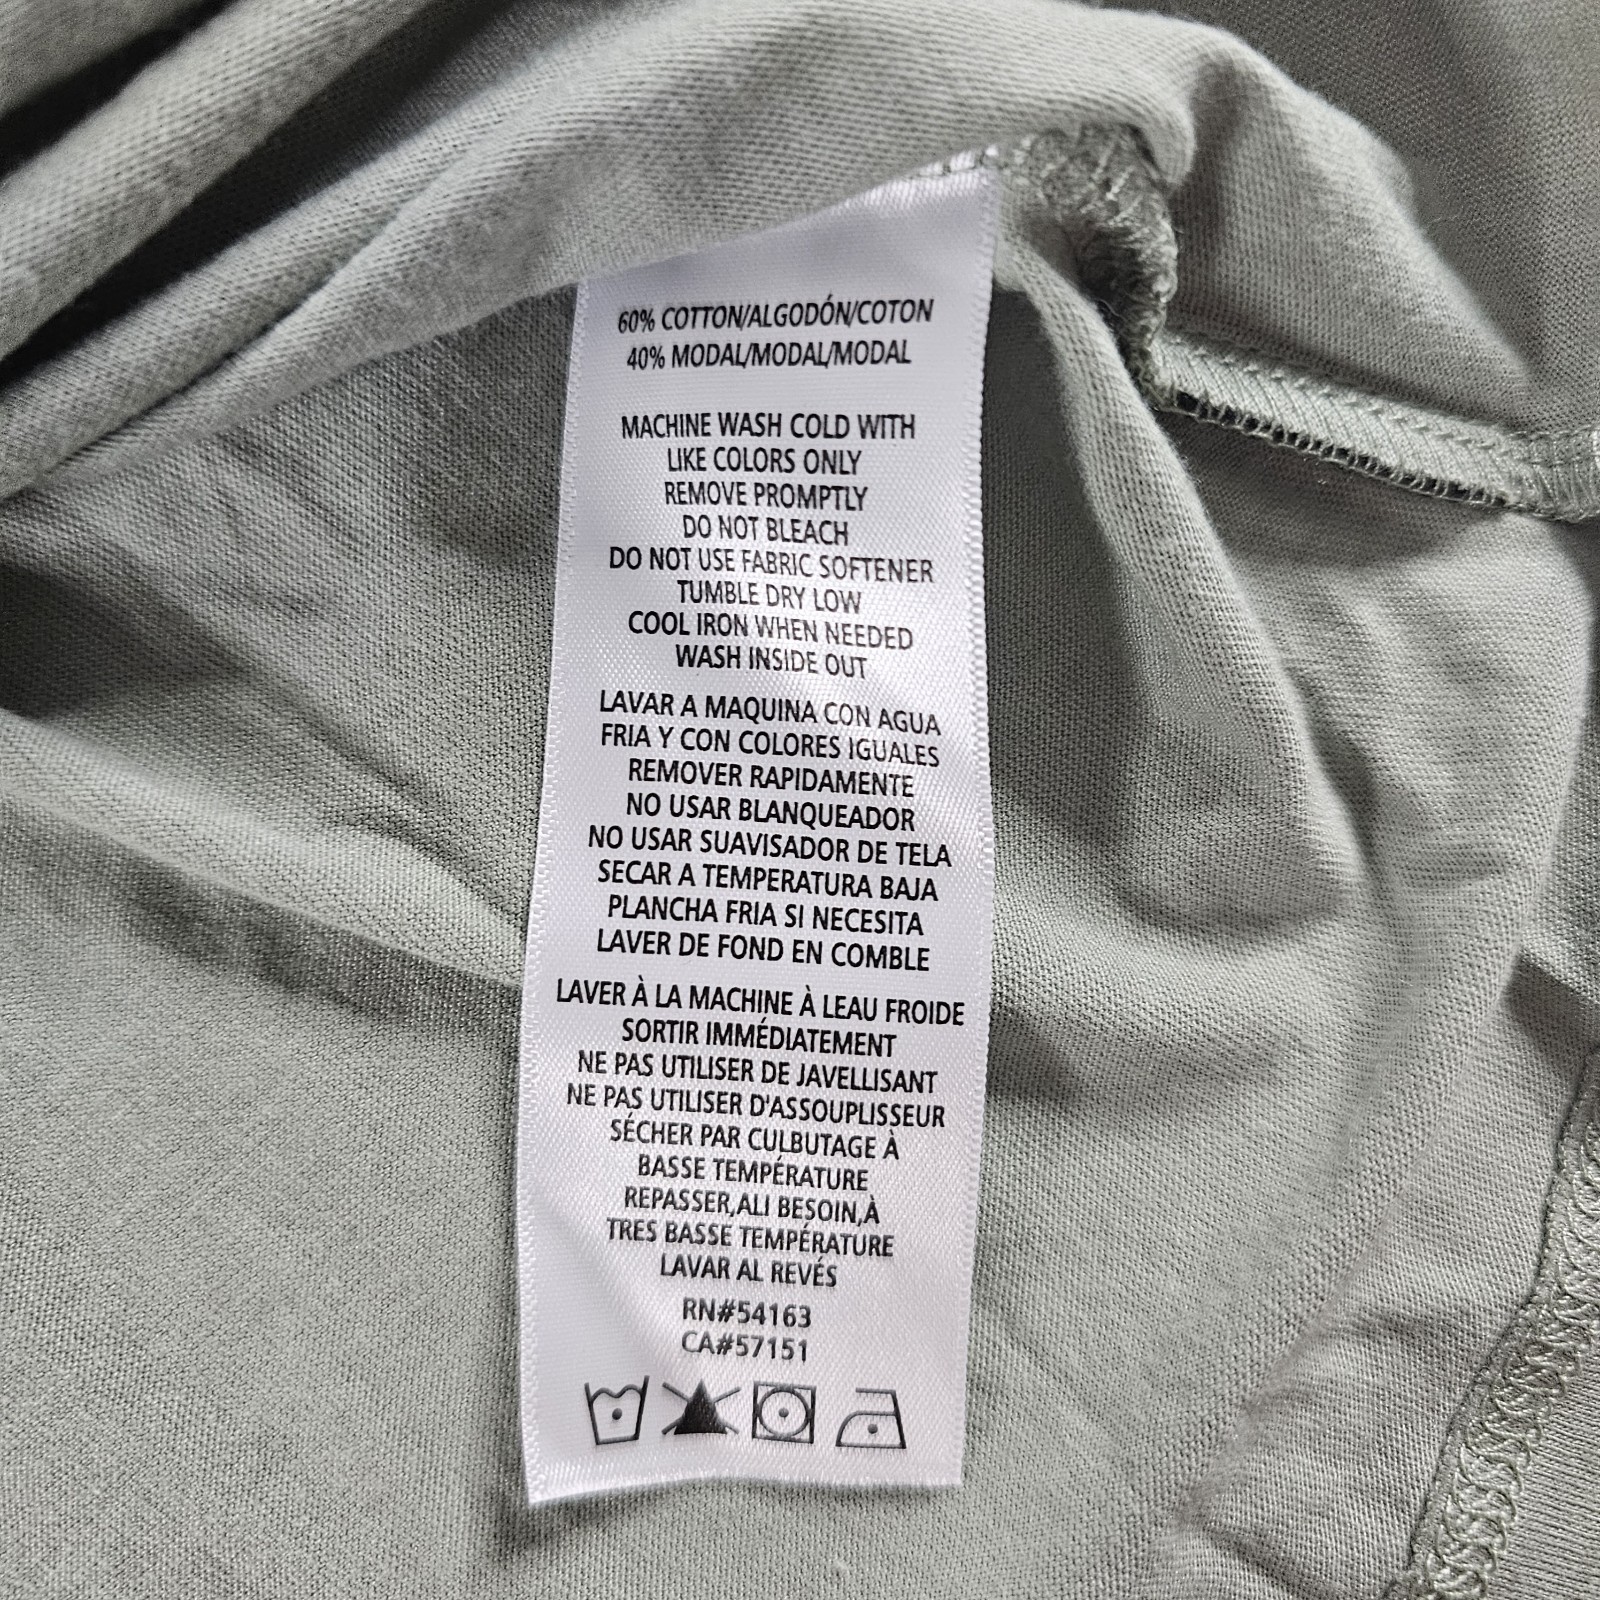 60% COTTON/ALGODÓN/COTON
40% MODAL/MODAL/MODAL
MACHINE WASH COLD WITH
LIKE COLORS ONLY
REMOVE PROMPTLY
DO NOT BLEACH
DO NOT USE FABRIC SOFTENER
TUMBLE DRY LOW
COOL IRON WHEN NEEDED
WASH INSIDE OUT
LAVAR A MAQUINA CON AGUA
FRIA Y CON COLORES IGUALES
REMOVER RAPIDAMENTE
NO USAR BLANQUEADOR
NO USAR SUAVISADOR DE TELA
SECAR A TEMPERATURA BAJA
PLANCHA FRIA SI NECESITA
LAVER DE FOND EN COMBLE
LAVER À LA MACHINE À LEAU FROIDE
SORTIR IMMÉDIATEMENT
NE PAS UTILISER DE JAVELLISANT
NE PAS UTILISER D'ASSOUPLISSEUR
SÉCHER PAR CULBUTAGE À
BASSE TEMPÉRATURE
REPASSER,ALI BESOIN,À
TRES BASSE TEMPÉRATURE
LAVAR AL REVÉS
RN#54163
CA#57151